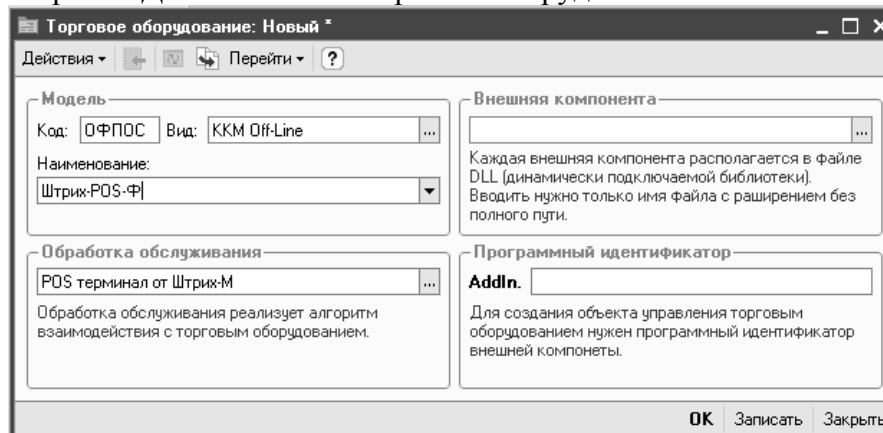 Торговое оборудование: Новый *
Действия Перейти ?
Модель
Код: ОФПОС Вид: ККМ Off-Line ...
Наименование:
Штрих-POS-Ф
Обработка обслуживания
POS терминал от Штрих-М ...
Обработка обслуживания реализует алгоритм
взаимодействия с торговым оборудованием.
Внешняя компонента
...
Каждая внешняя компонента располагается в файле
DLL (динамически подключаемой библиотеки).
Вводить нужно только имя файла с раширением без
полного пути.
Программный идентификатор
AddIn.
Для создания объекта управления торговым
оборудованием нужен программный идентификатор
внешней компонеты.
OK Записать Закрыть